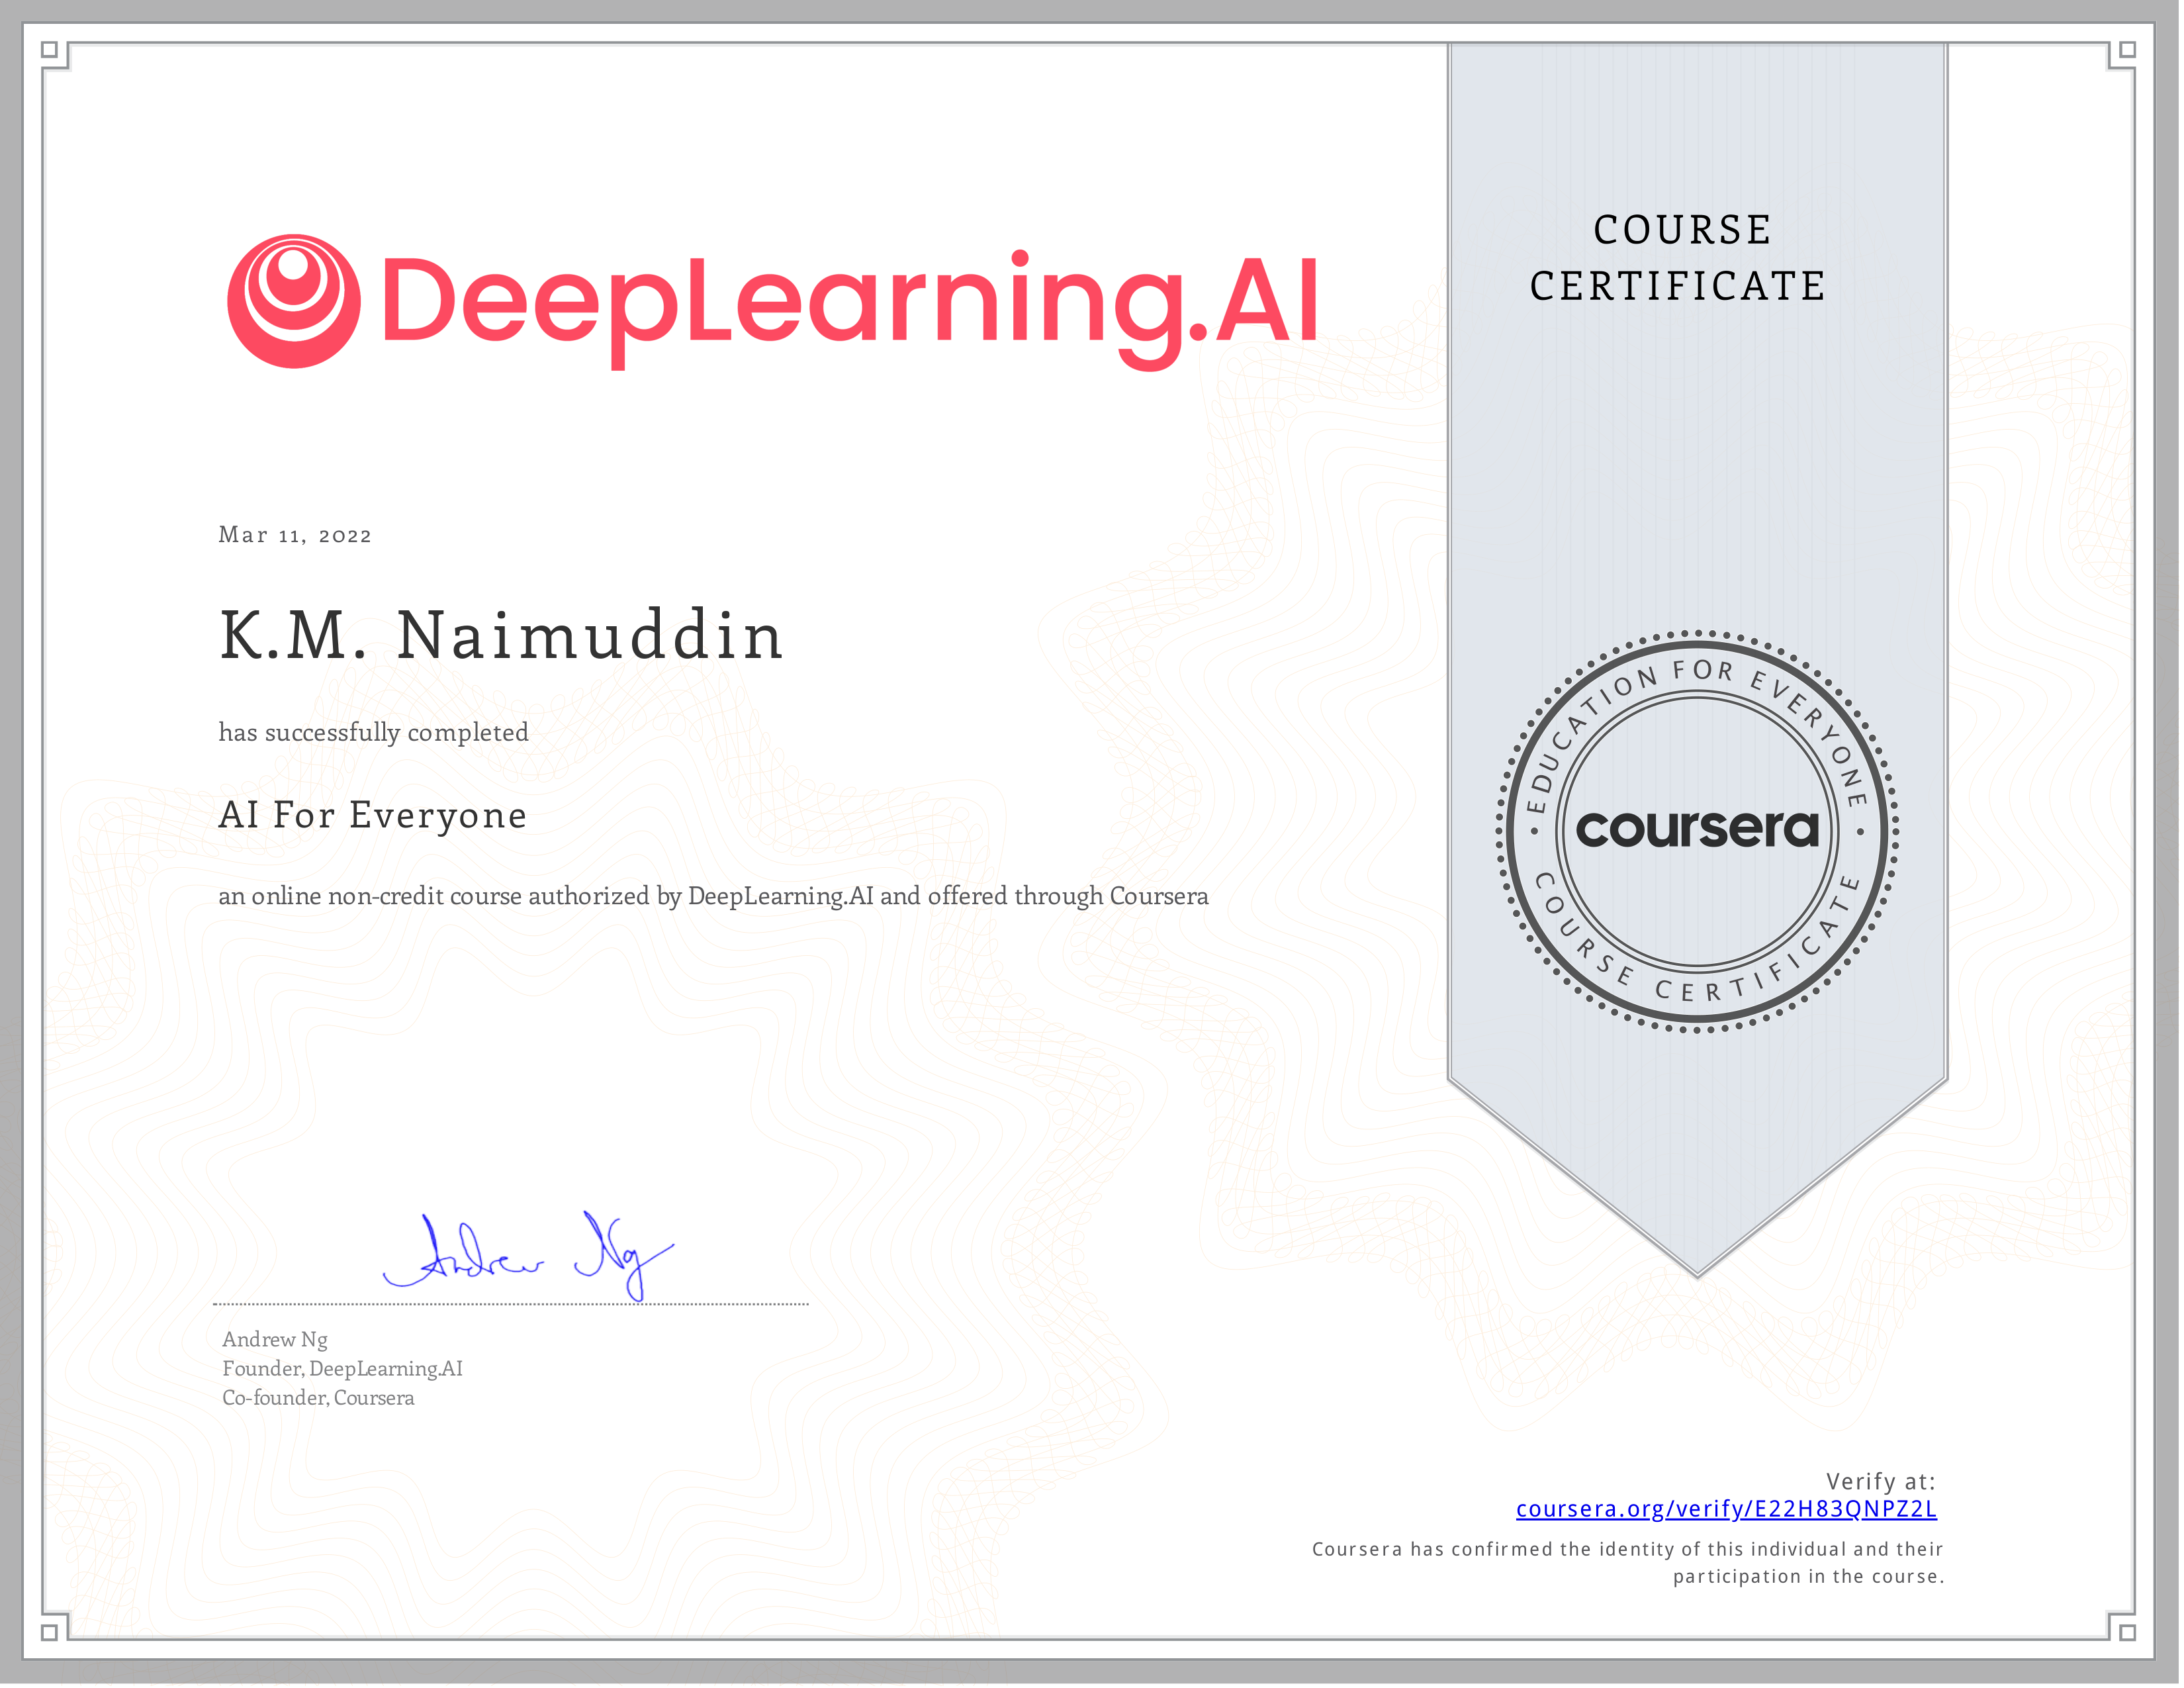 DeepLearning.AI
COURSE
CERTIFICATE
Mar 11, 2022
K.M. Naimuddin
has successfully completed
AI For Everyone
an online non-credit course authorized by DeepLearning.AI and offered through Coursera
EDUCATION FOR EVERYONE
coursera
COURSE CERTIFICATE
Andrew Ng
Andrew Ng
Founder, DeepLearning.AI
Co-founder, Coursera
Verify at:
coursera.org/verify/E22H83QNPZ2L
Coursera has confirmed the identity of this individual and their
participation in the course.